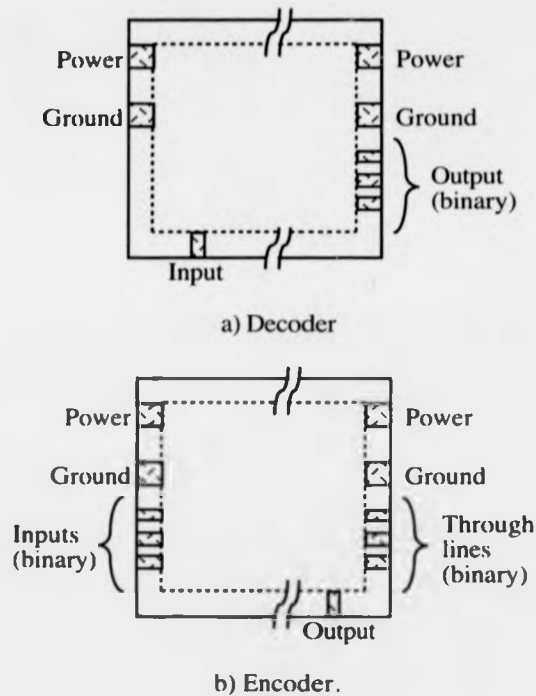 Power
Power
Ground
Ground
Output
(binary)
Input
a) Decoder
Power
Power
Ground
Ground
Inputs
(binary)
Through
lines
(binary)
Output
b) Encoder.